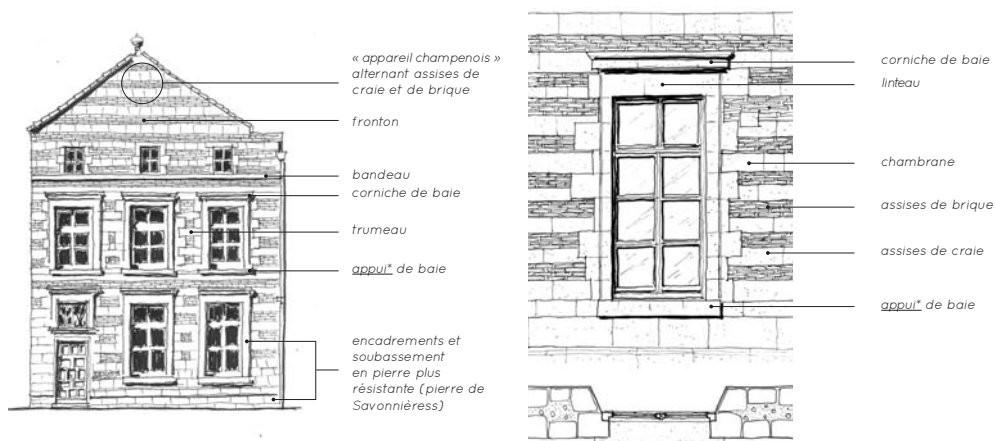 « appareil champenois »
alternant assises de
craie et de brique
fronton
bandeau
corniche de baie
trumeau
appui* de baie
encadrements et
soubassement
en pierre plus
résistante (pierre de
Savonnièress)
corniche de baie
linteau
chambrane
assises de brique
assises de craie
appui* de baie